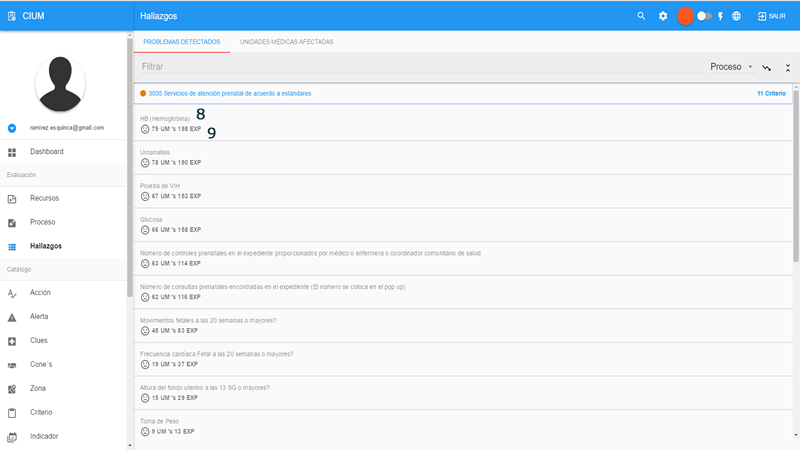 CIUM
Hallazgos
SALIR
PROBLEMAS DETECTADOS
UNIDADES MÉDICAS AFECTADAS
Filtrar
Proceso
3035 Servicios de atención prenatal de acuerdo a estándares
11 Criterio
HB (Hemoglobina)
8
79 UM 's 198 EXP
9
Uroanalisis
78 UM 's 190 EXP
Prueba de VIH
67 UM 's 153 EXP
Glucosa
66 UM 's 158 EXP
Número de controles prenatales en el expediente proporcionados por médico o enfermera o coordinador comunitario de salud
63 UM 's 114 EXP
Número de consultas prenatales encontradas en el expediente (El número se coloca en el pop up)
62 UM 's 116 EXP
Movimientos fetales a las 20 semanas o mayores?
45 UM 's 83 EXP
Frecuencia cardíaca Fetal a las 20 semanas o mayores?
19 UM 's 37 EXP
Altura del fondo uterino a las 13 SG o mayores?
15 UM 's 29 EXP
Toma de Peso
9 UM 's 13 EXP
ramirez.esquinca@gmail.com
Dashboard
Evaluación
Recursos
Proceso
Hallazgos
Catálogo
Acción
Alerta
Clues
Cone´s
Zona
Criterio
Indicador